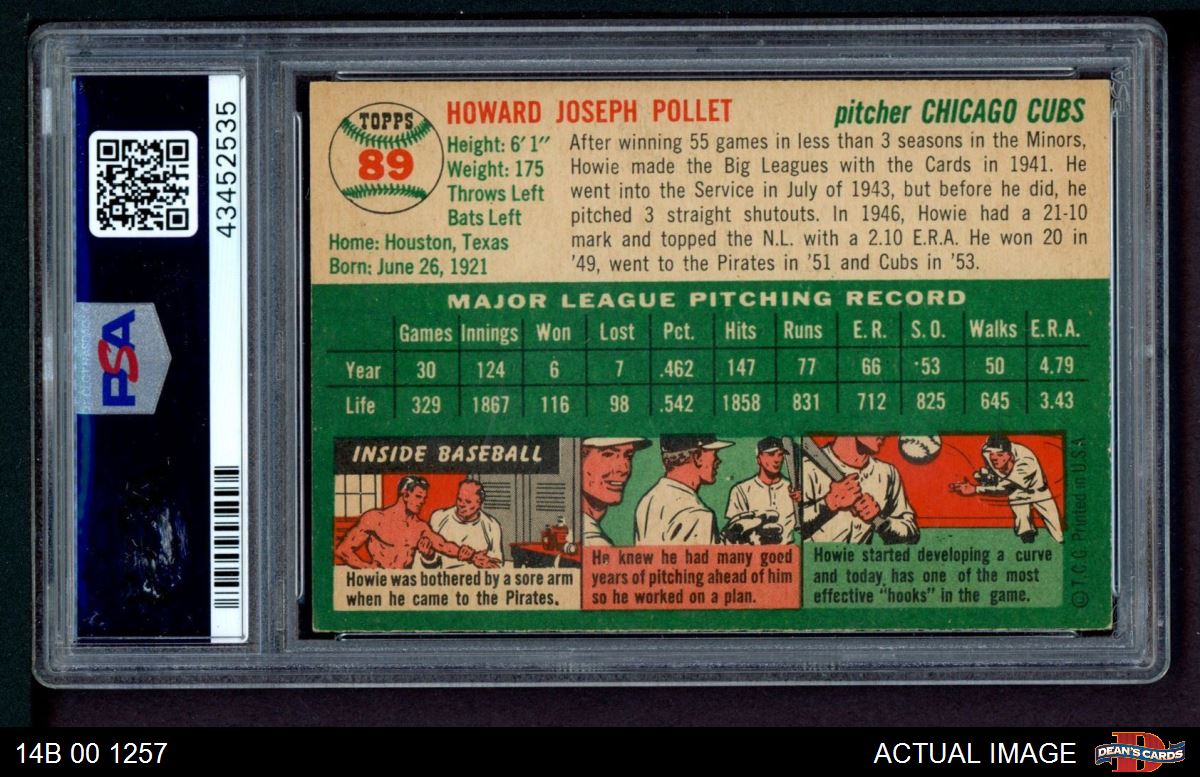 43452535
PSA
TOPPS
89
HOWARD JOSEPH POLLET
pitcher CHICAGO CUBS
Height: 6' 1"
Weight: 175
Throws Left
Bats Left
Home: Houston, Texas
Born: June 26, 1921
After winning 55 games in less than 3 seasons in the Minors,
Howie made the Big Leagues with the Cards in 1941. He
went into the Service in July of 1943, but before he did, he
pitched 3 straight shutouts. In 1946, Howie had a 21-10
mark and topped the N.L. with a 2.10 E.R.A. He won 20 in
'49, went to the Pirates in '51 and Cubs in '53.
MAJOR LEAGUE PITCHING RECORD
Games Innings Won Lost Pct. Hits Runs E.R. S.O. Walks E.R.A.
Year 30 124 6 7 .462 147 77 66 53 50 4.79
Life 329 1867 116 98 .542 1858 831 712 825 645 3.43
INSIDE BASEBALL
Howie was bothered by a sore arm
when he came to the Pirates.
He knew he had many good
years of pitching ahead of him
so he worked on a plan.
Howie started developing a curve
and today has one of the most
effective "hooks" in the game.
© T.C.G. Printed in U.S.A.
14B 00 1257
ACTUAL IMAGE
DEAN'S CARDS